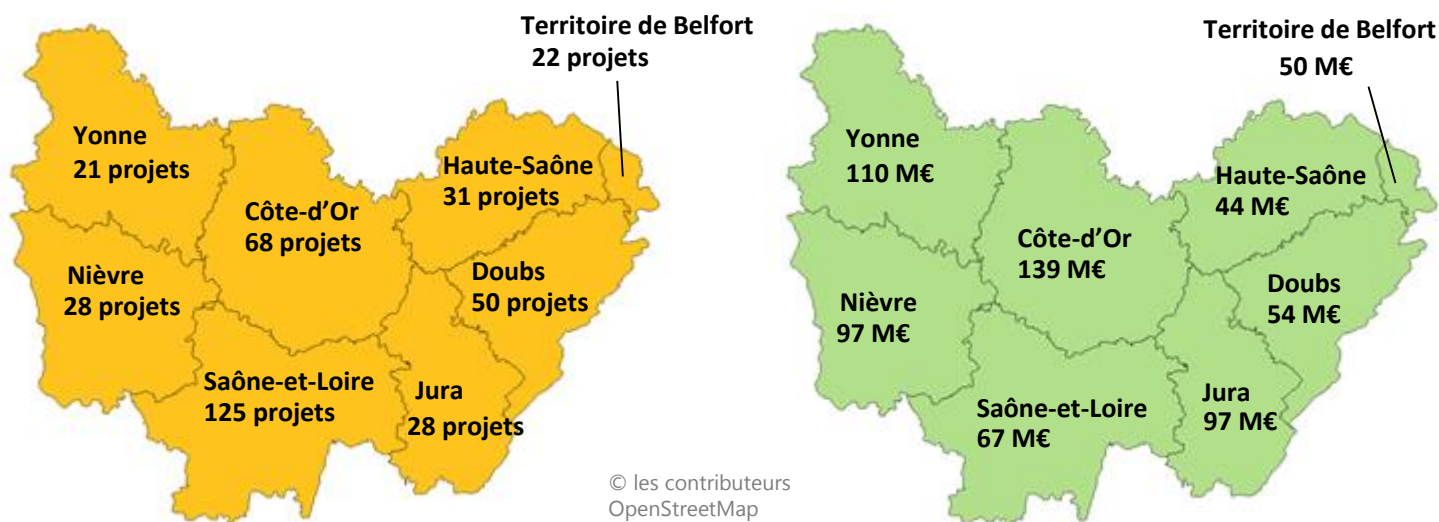 Territoire de Belfort
22 projets
Yonne
21 projets
Haute-Saône
31 projets
Côte-d’Or
68 projets
Nièvre
28 projets
Doubs
50 projets
Saône-et-Loire
125 projets
Jura
28 projets
© les contributeurs
OpenStreetMap
Territoire de Belfort
50 M€
Yonne
110 M€
Haute-Saône
44 M€
Côte-d’Or
139 M€
Nièvre
97 M€
Doubs
54 M€
Saône-et-Loire
67 M€
Jura
97 M€